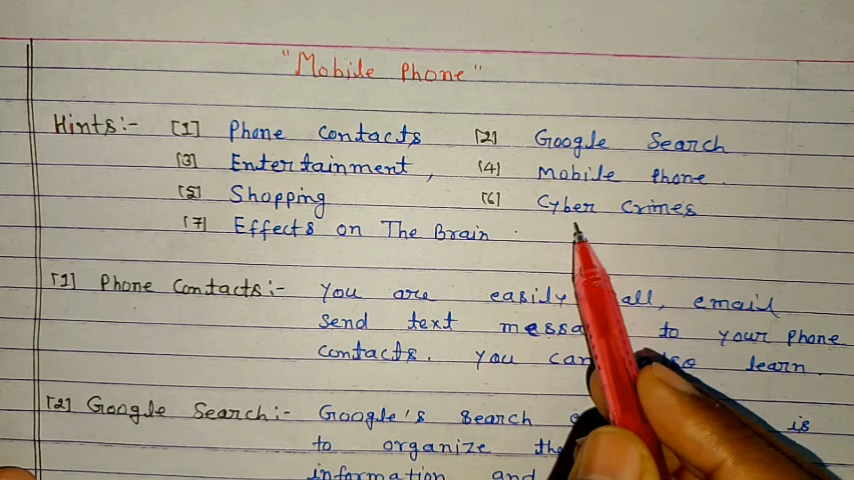 "Mobile Phone"
Hints:- [1] Phone Contacts [2] Google Search
[3] Entertainment, [4] Mobile Phone.
[5] Shopping [6] Cyber Crimes
[7] Effects on The Brain
[1] Phone Contacts:- You are easily all, email
send text messa to your Phone
contacts. You can learn.
[2] Google Search:- Google's Search is
to organize the
information and